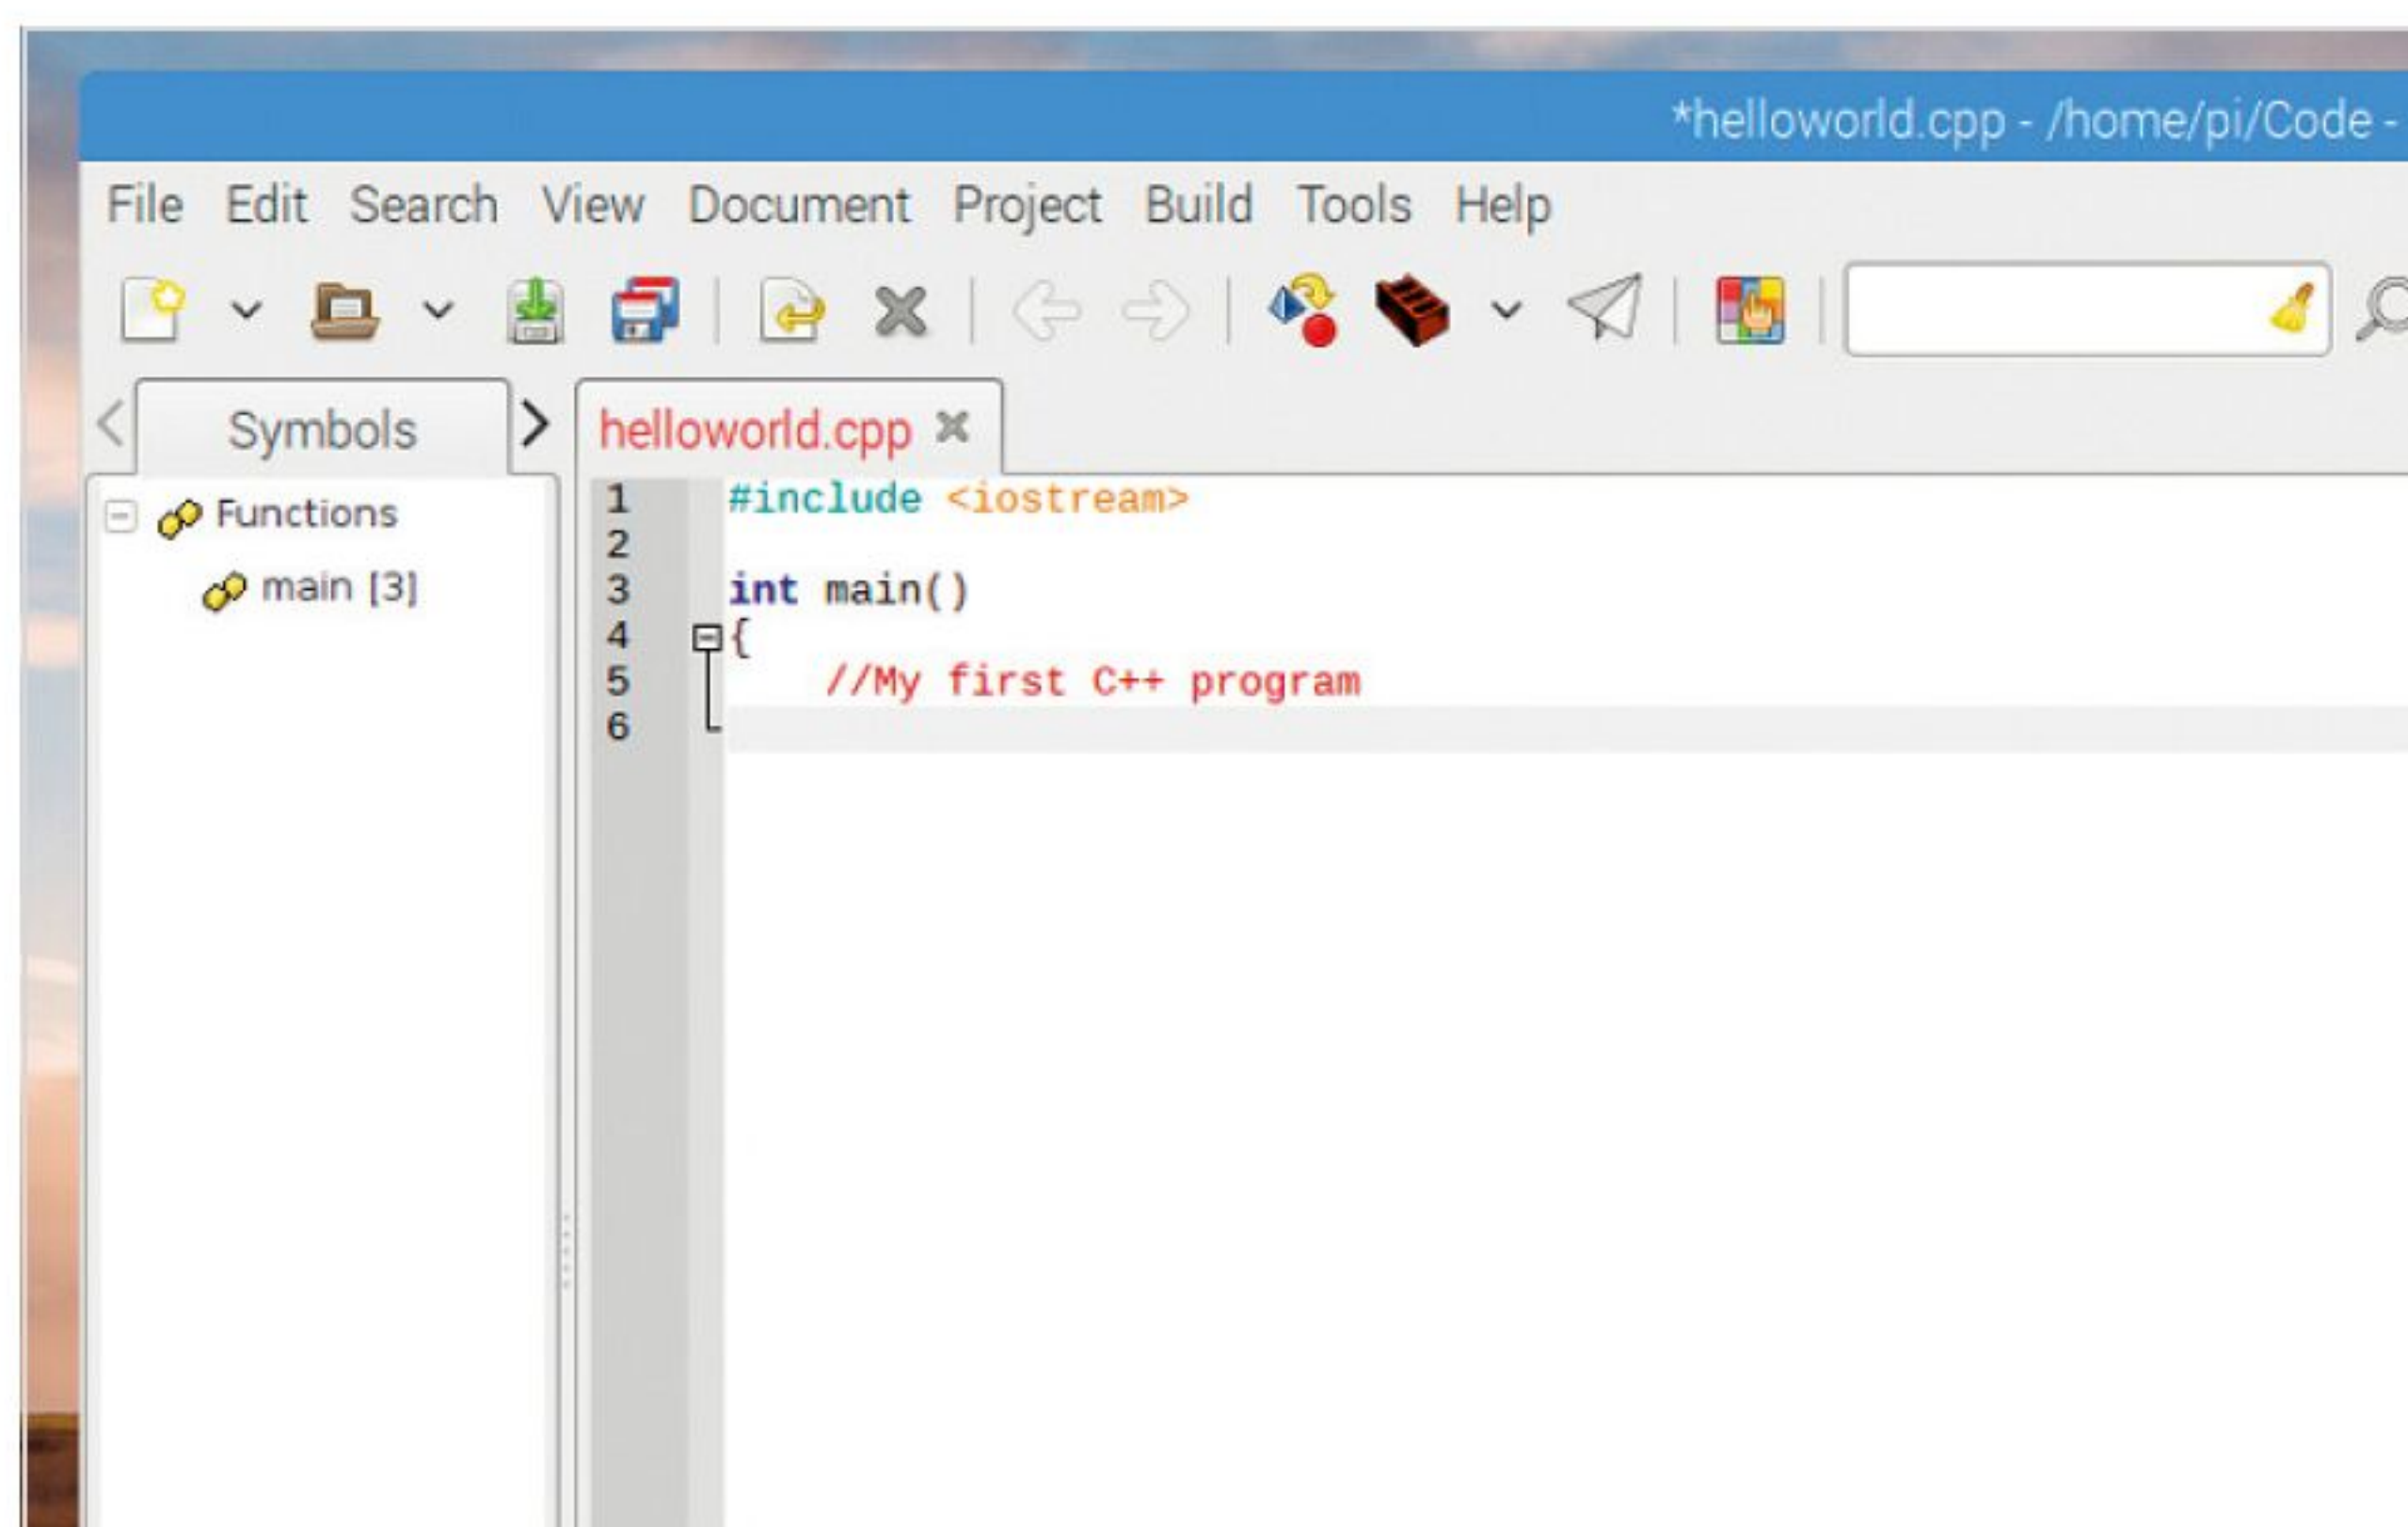 *helloworld.cpp - /home/pi/Code -
File Edit Search View Document Project Build Tools Help
Symbols
helloworld.cpp
Functions
main [3]
1 #include <iostream>
2
3 int main()
4 {
5 //My first C++ program
6